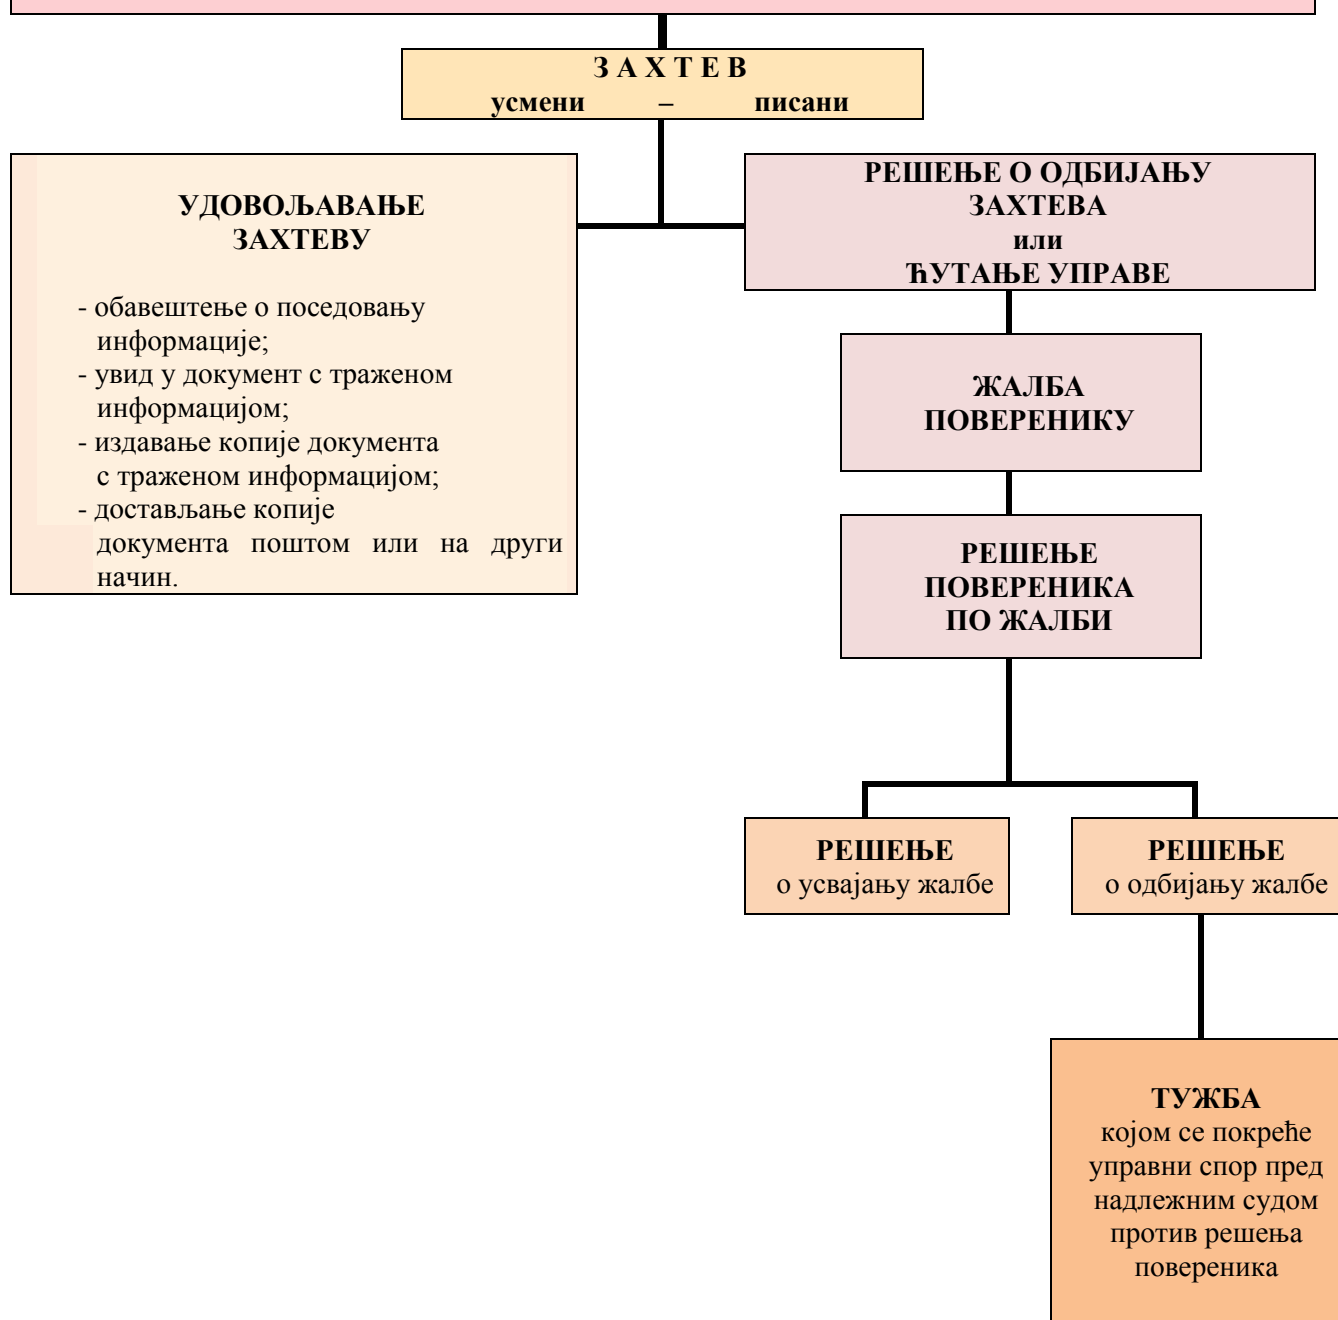 З А Х Т Е В
усмени – писани
УДОВОЉАВАЊЕ
ЗАХТЕВУ
- обавештење о поседовању
информације;
- увид у документ с траженом
информацијом;
- издавање копије документа
с траженом информацијом;
- достављање копије
документа поштом или на други
начин.
РЕШЕЊЕ О ОДБИЈАЊУ
ЗАХТЕВА
или
ЋУТАЊЕ УПРАВЕ
ЖАЛБА
ПОВЕРЕНИКУ
РЕШЕЊЕ
ПОВЕРЕНИКА
ПО ЖАЛБИ
РЕШЕЊЕ
о усвајању жалбе
РЕШЕЊЕ
о одбијању жалбе
ТУЖБА
којом се покреће
управни спор пред
надлежним судом
против решења
повереника